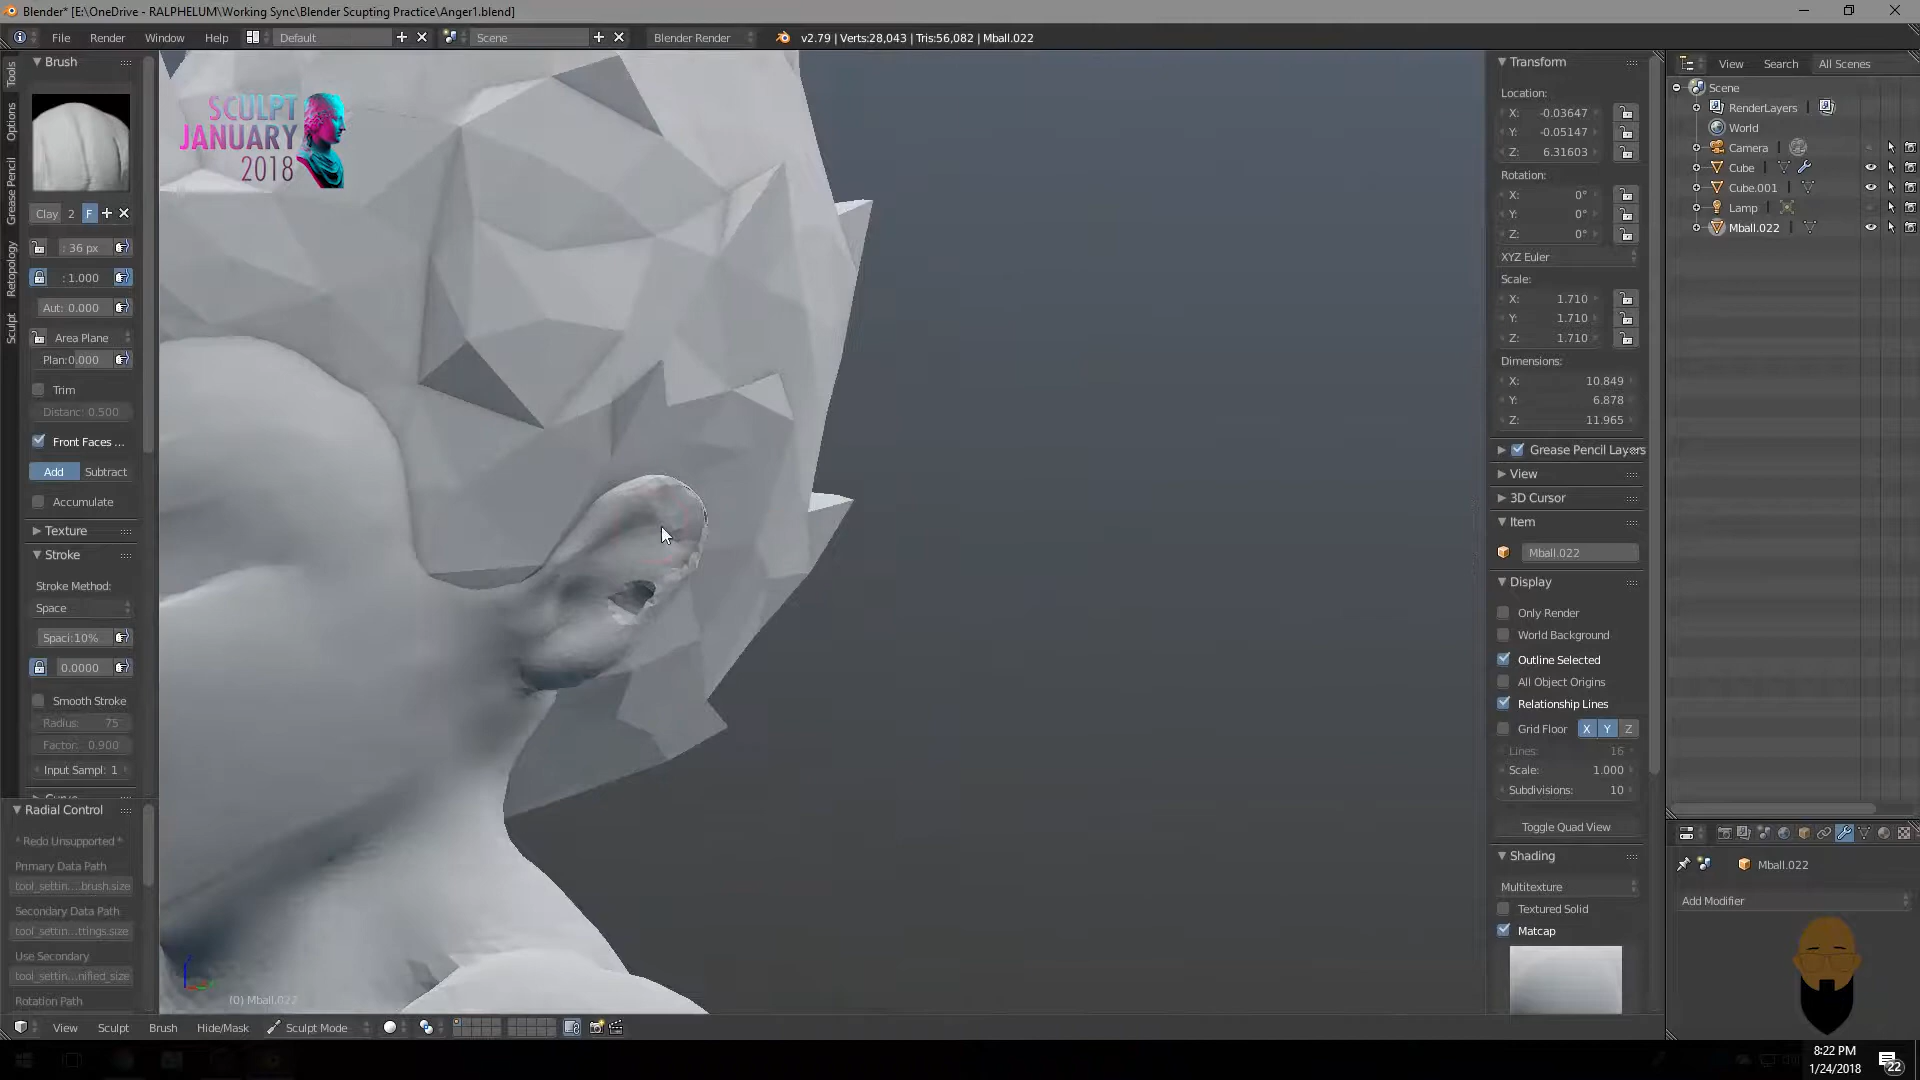 Blender* [E:\OneDrive - RALPHELUM\Working Sync\Blender Scupting Practice\Anger1.blend]
File Render Window Help Default Scene Blender Render v2.79 | Verts:28,043 | Tris:56,082 | Mball.022
Tools
Options
Grease Pencil
Retopology
Sculpt
Brush
Clay 2 F
: 36 px
: 1.000
Aut: 0.000
Area Plane
Plan:0.000
Trim
Distanc: 0.500
Front Faces ...
Add Subtract
Accumulate
Texture
Stroke
Stroke Method:
Space
Spaci:10%
0.0000
Smooth Stroke
Radius: 75
Factor: 0.900
Input Sampl: 1
Radial Control
* Redo Unsupported *
Primary Data Path
tool_settin....brush.size
Secondary Data Path
tool_settin...ttings.size
Use Secondary
tool_settin...nified_size
Rotation Path
SCULPT
JANUARY
2018
(0) Mball.022
View Sculpt Brush Hide/Mask Sculpt Mode
Transform
Location:
X: -0.03647
Y: -0.05147
Z: 6.31603
Rotation:
X: 0°
Y: 0°
Z: 0°
XYZ Euler
Scale:
X: 1.710
Y: 1.710
Z: 1.710
Dimensions:
X: 10.849
Y: 6.878
Z: 11.965
Grease Pencil Layers
View
3D Cursor
Item
Mball.022
Display
Only Render
World Background
Outline Selected
All Object Origins
Relationship Lines
Grid Floor X Y Z
Lines: 16
Scale: 1.000
Subdivisions: 10
Toggle Quad View
Shading
Multitexture
Textured Solid
Matcap
View Search All Scenes
Scene
RenderLayers
World
Camera
Cube
Cube.001
Lamp
Mball.022
Mball.022
Add Modifier
8:22 PM
1/24/2018
22